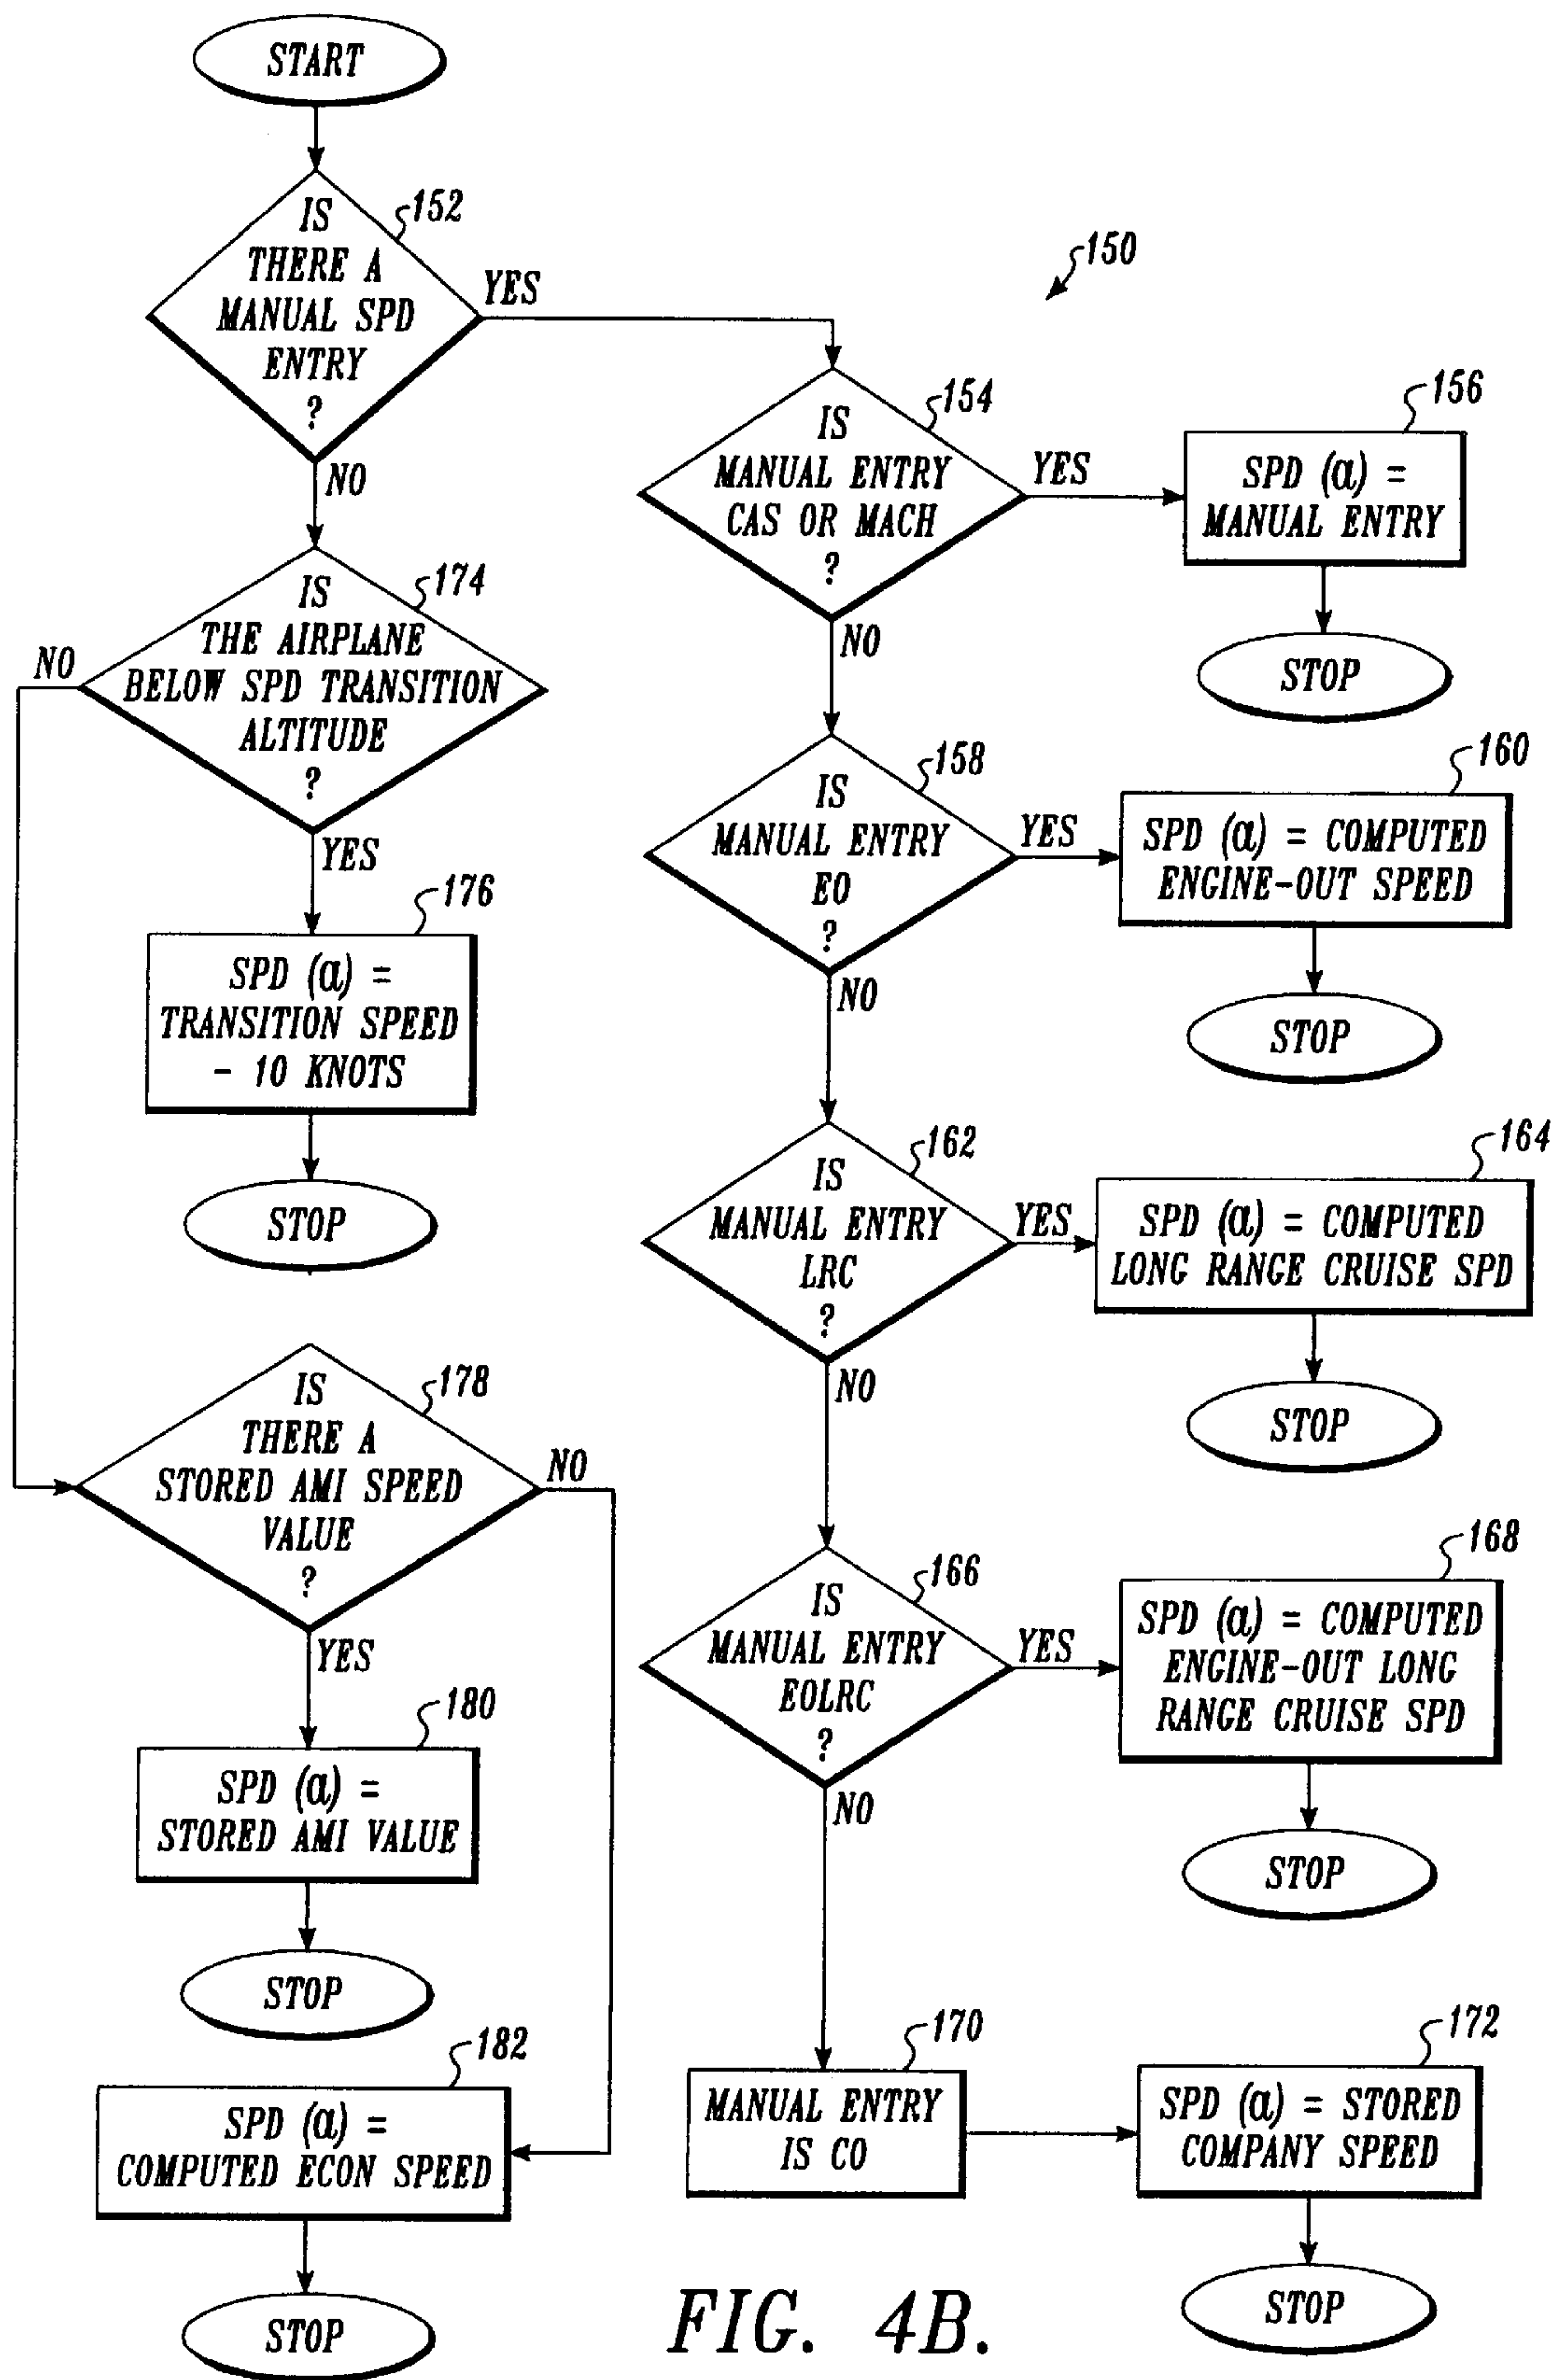 START
IS
THERE A
MANUAL SPD
ENTRY
?
152
YES
NO
150
IS
MANUAL ENTRY
CAS OR MACH
?
154
YES
NO
156
SPD (a) =
MANUAL ENTRY
STOP
IS
THE AIRPLANE
BELOW SPD TRANSITION
ALTITUDE
?
174
NO
YES
176
SPD (a) =
TRANSITION SPEED
- 10 KNOTS
STOP
IS
MANUAL ENTRY
EO
?
158
YES
NO
160
SPD (a) = COMPUTED
ENGINE-OUT SPEED
STOP
IS
MANUAL ENTRY
LRC
?
162
YES
NO
164
SPD (a) = COMPUTED
LONG RANGE CRUISE SPD
STOP
IS
THERE A
STORED AMI SPEED
VALUE
?
178
NO
YES
180
SPD (a) =
STORED AMI VALUE
STOP
IS
MANUAL ENTRY
EOLRC
?
166
YES
NO
168
SPD (a) = COMPUTED
ENGINE-OUT LONG
RANGE CRUISE SPD
STOP
182
SPD (a) =
COMPUTED ECON SPEED
STOP
170
MANUAL ENTRY
IS CO
172
SPD (a) = STORED
COMPANY SPEED
STOP
FIG. 4B.